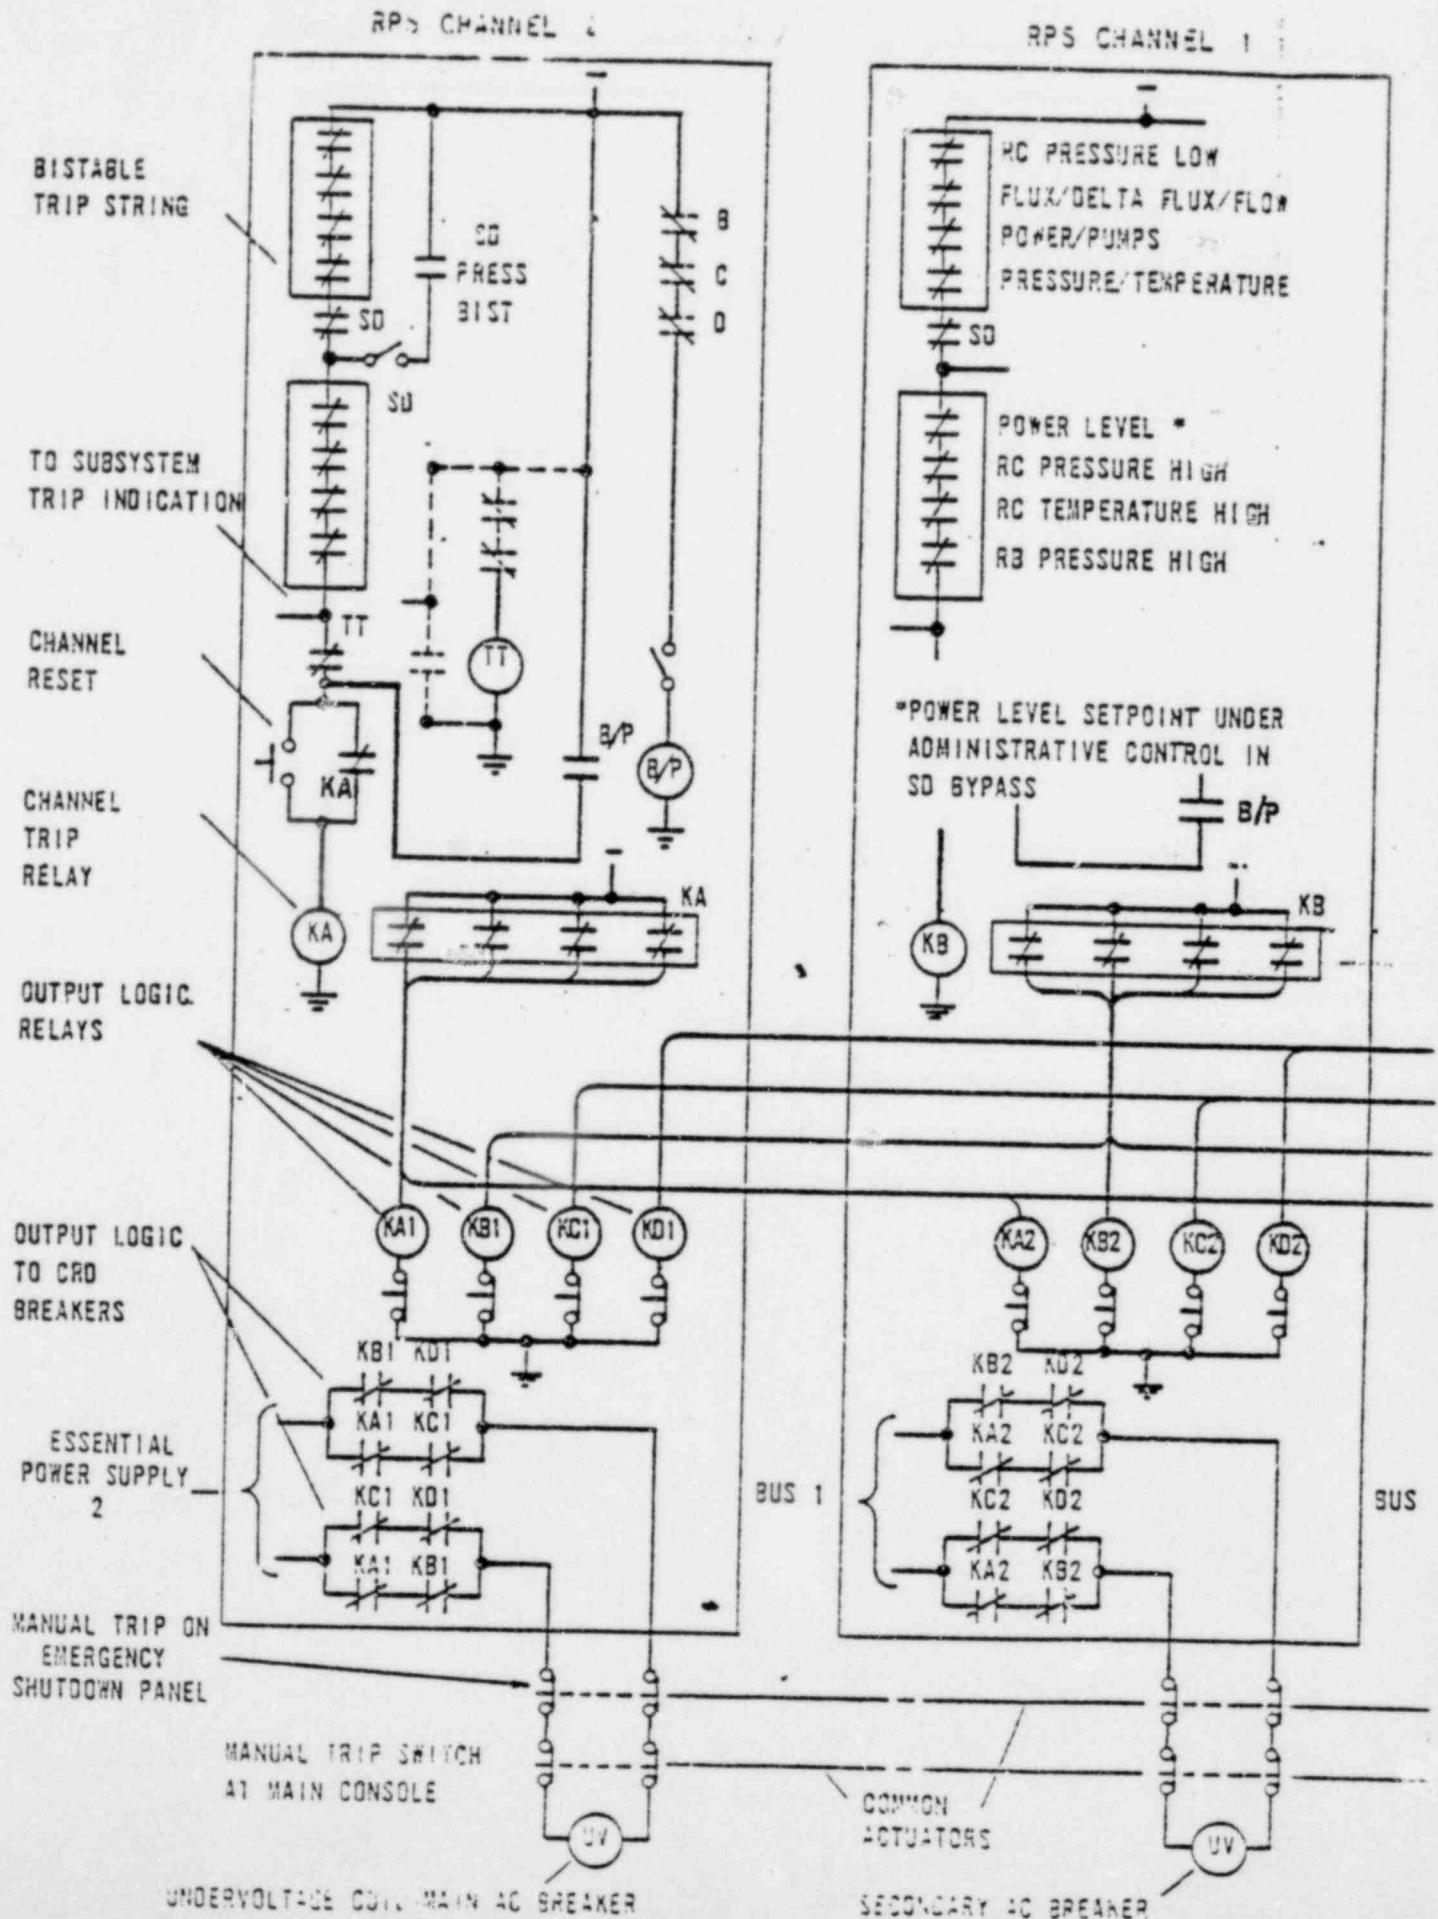 RPS CHANNEL 2
RPS CHANNEL 1
BISTABLE
TRIP STRING
SD
PRESS
BIST
B
C
D
SD
SD
RC PRESSURE LOW
FLUX/DELTA FLUX/FLOW
POWER/PUMPS
PRESSURE/TEMPERATURE
SD
TO SUBSYSTEM
TRIP INDICATION
POWER LEVEL *
RC PRESSURE HIGH
RC TEMPERATURE HIGH
RB PRESSURE HIGH
TT
TT
CHANNEL
RESET
KA
B/P
B/P
*POWER LEVEL SETPOINT UNDER
ADMINISTRATIVE CONTROL IN
SD BYPASS
B/P
CHANNEL
TRIP
RELAY
KA
KA
KB
KB
OUTPUT LOGIC
RELAYS
KA1
KB1
KC1
KD1
KA2
KB2
KC2
KD2
OUTPUT LOGIC
TO CRD
BREAKERS
KB1 KD1
KA1 KC1
KC1 KD1
KA1 KB1
KB2 KD2
KA2 KC2
KC2 KD2
KA2 KB2
ESSENTIAL
POWER SUPPLY
2
BUS 1
BUS
MANUAL TRIP ON
EMERGENCY
SHUTDOWN PANEL
MANUAL TRIP SWITCH
AT MAIN CONSOLE
COMMON
ACTUATORS
UV
UV
UNDERVOLTAGE COIL-MAIN AC BREAKER
SECONDARY AC BREAKER